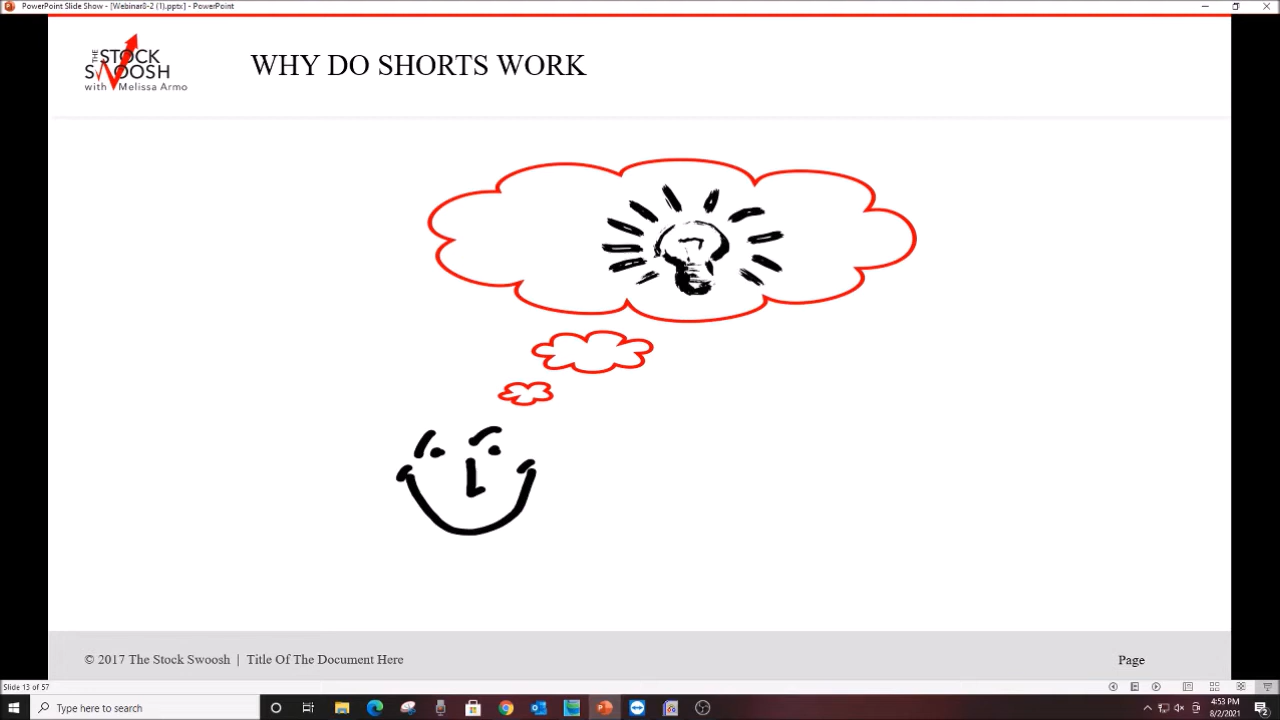 PowerPoint Slide Show - [Webinar8-2 (1).pptx] - PowerPoint
THE
STOCK
SWOOSH
with Melissa Armo
WHY DO SHORTS WORK
© 2017 The Stock Swoosh | Title Of The Document Here
Page
Slide 13 of 57
Type here to search
4:53 PM
8/2/2021
2